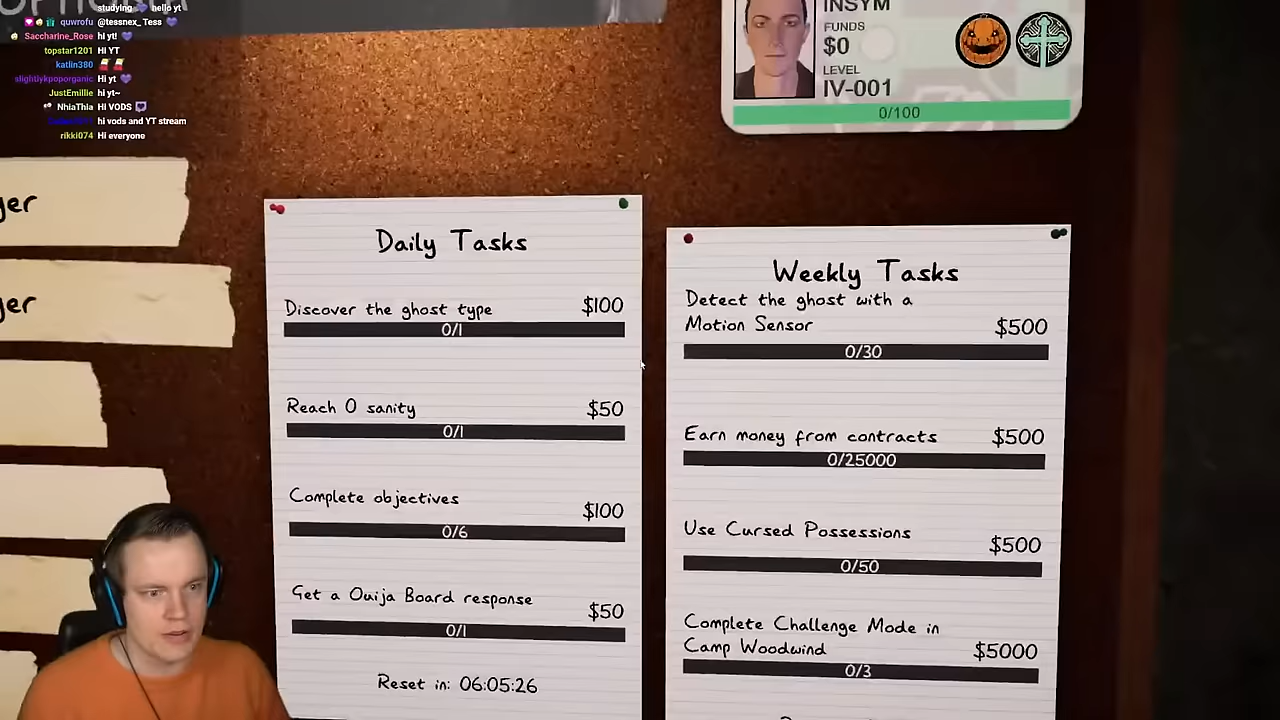 studying hello yt
quwrofu @tessnex_Tess
Saccharine_Rose hi yt!
topstar1201 HI YT
katlin380
slightlykpoporganic Hi yt
JustEmillie hi yt~
NhiaThia HI VODS
hi vods and YT stream
rikki074 Hi everyone
INSYM
FUNDS
$0
LEVEL
IV-001
0/100
ger
ger
Daily Tasks
Discover the ghost type $100
0/1
Reach 0 sanity $50
0/1
Complete objectives $100
0/6
Get a Ouija Board response $50
0/1
Reset in: 06:05:26
Weekly Tasks
Detect the ghost with a
Motion Sensor $500
0/30
Earn money from contracts $500
0/25000
Use Cursed Possessions $500
0/50
Complete Challenge Mode in
Camp Woodwind $5000
0/3